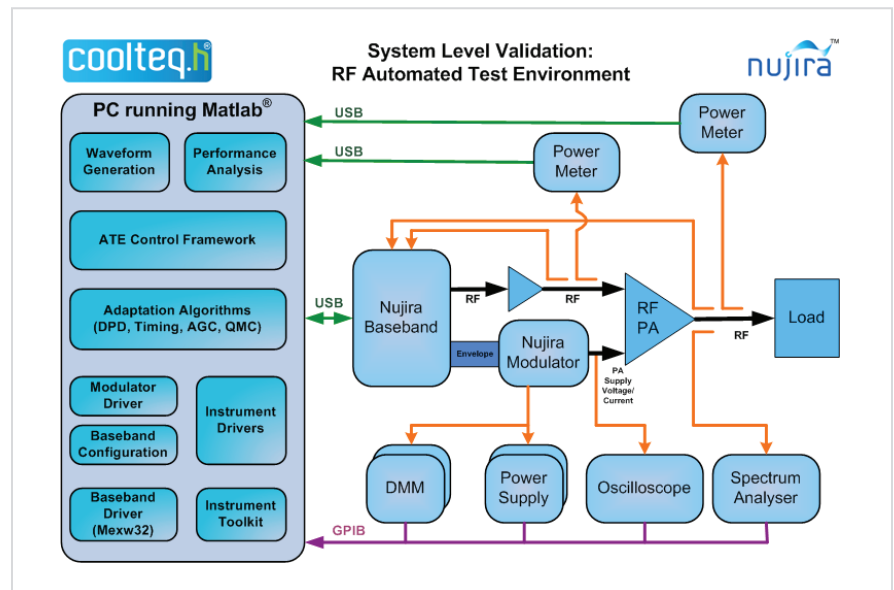 coolteq.h®
System Level Validation:
RF Automated Test Environment
nujira™
PC running Matlab®
Waveform
Generation
Performance
Analysis
ATE Control Framework
Adaptation Algorithms
(DPD, Timing, AGC, QMC)
Modulator
Driver
Baseband
Configuration
Instrument
Drivers
Baseband
Driver
(Mexw32)
Instrument
Toolkit
USB
USB
USB
GPIB
Power
Meter
Power
Meter
Nujira
Baseband
RF
RF
RF
PA
RF
Load
Envelope
Nujira
Modulator
PA
Supply
Voltage/
Current
DMM
Power
Supply
Oscilloscope
Spectrum
Analyser